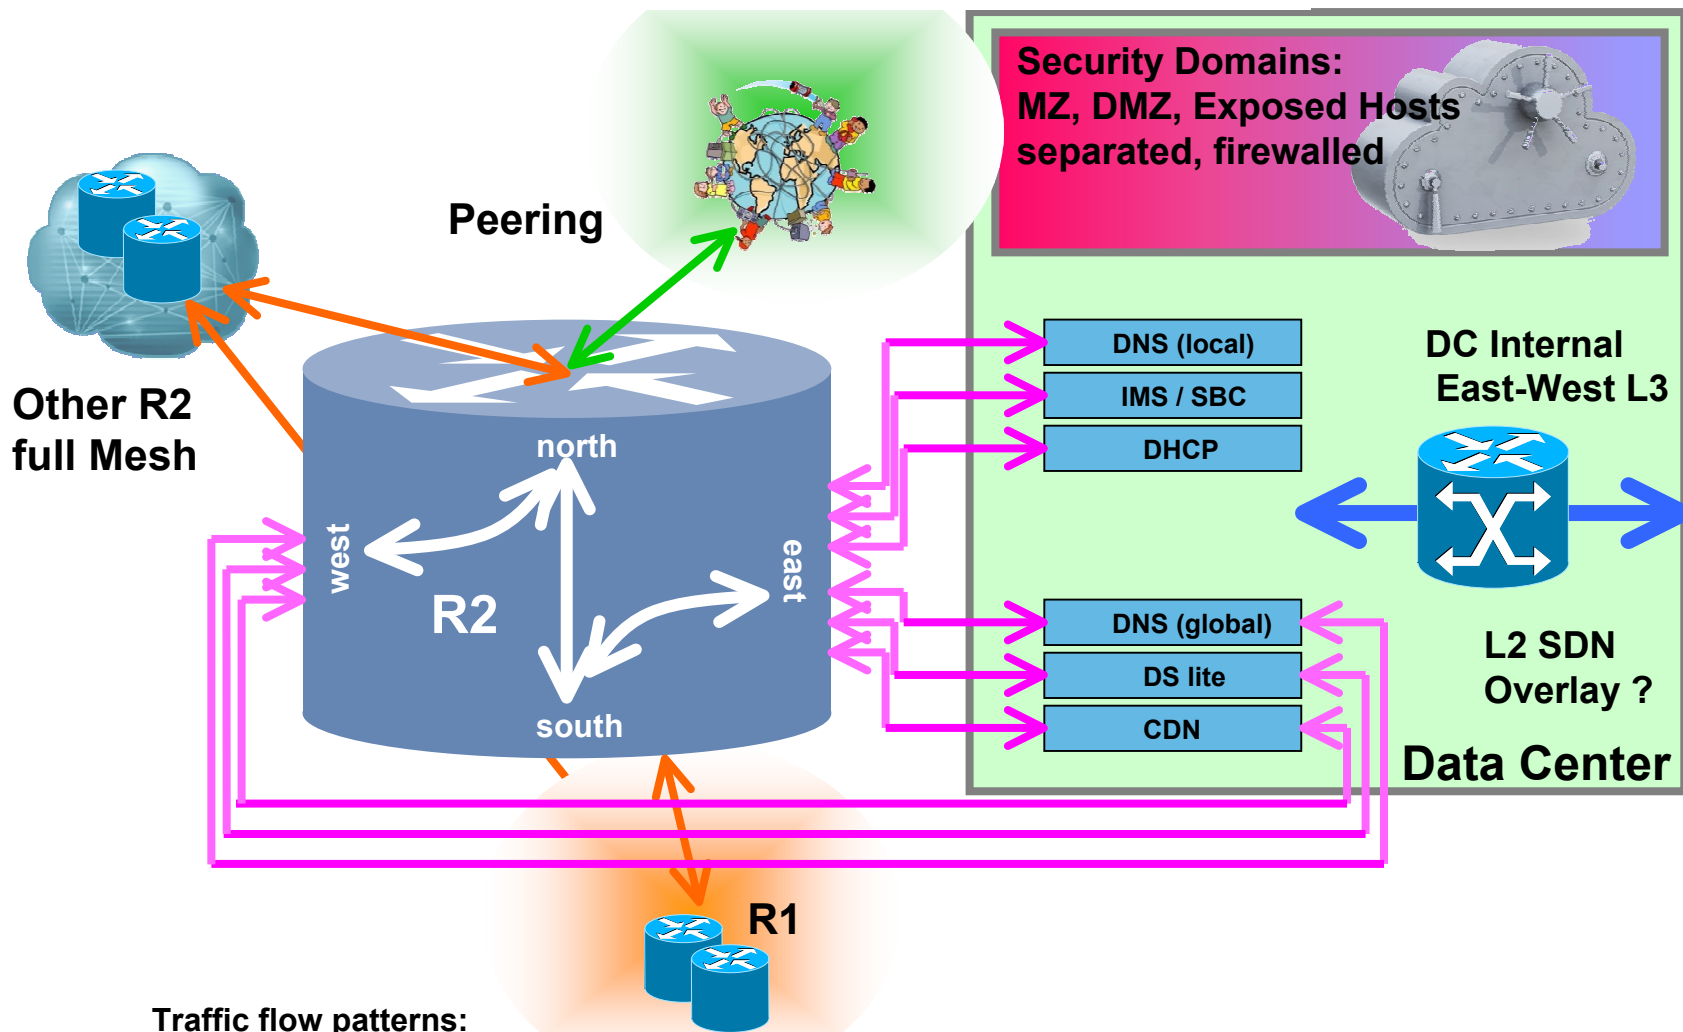 Security Domains:
MZ, DMZ, Exposed Hosts
separated, firewalled
Peering
Other R2
full Mesh
north
west
east
R2
south
DNS (local)
IMS / SBC
DHCP
DC Internal
East-West L3
DNS (global)
DS lite
CDN
L2 SDN
Overlay ?
Data Center
R1
Traffic flow patterns: